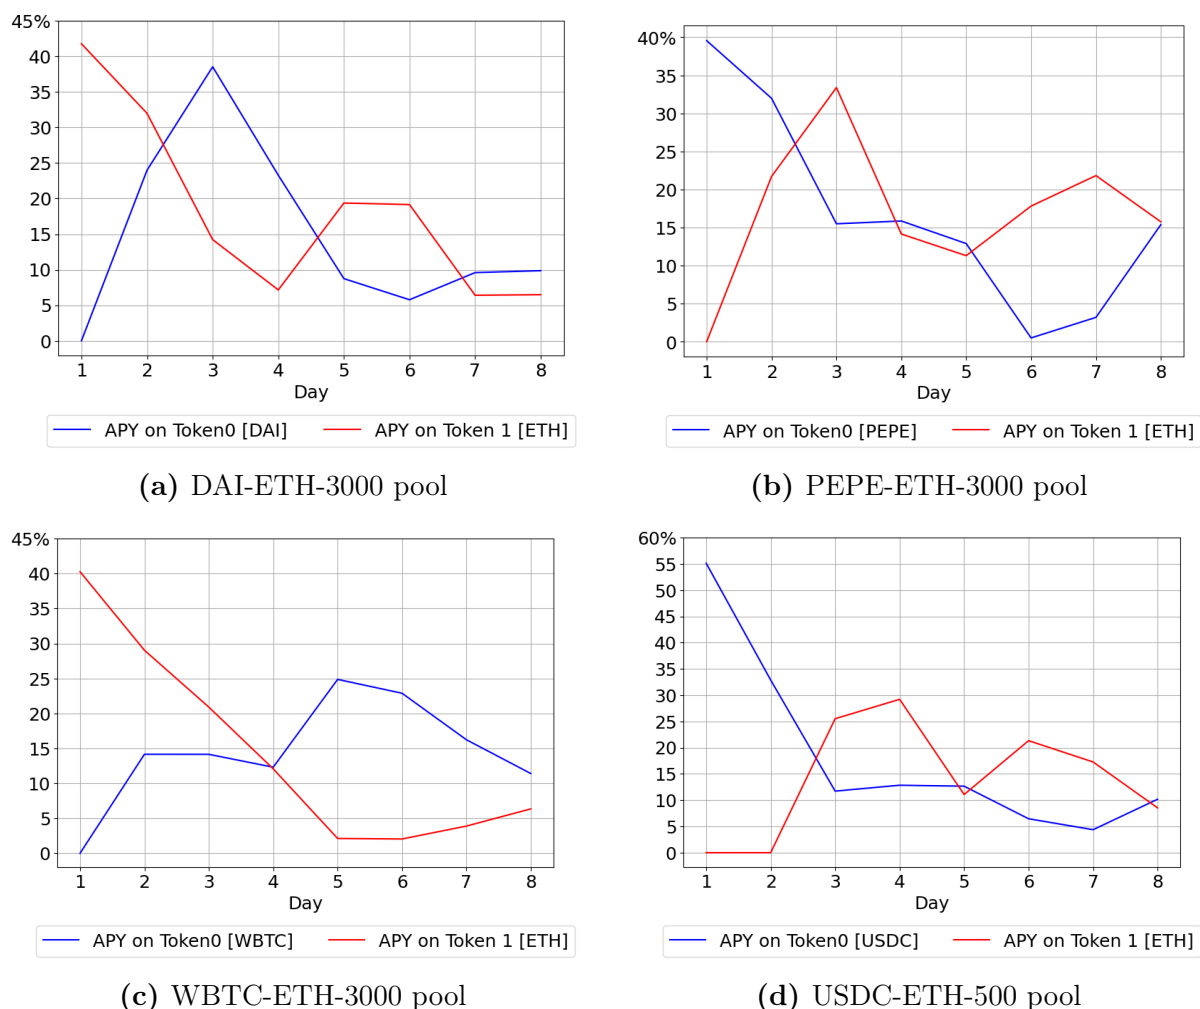 45%
40
35
30
25
20
15
10
5
0
1 2 3 4 5 6 7 8
Day
APY on Token0 [DAI] APY on Token 1 [ETH]
(a) DAI-ETH-3000 pool
40%
35
30
25
20
15
10
5
0
1 2 3 4 5 6 7 8
Day
APY on Token0 [PEPE] APY on Token 1 [ETH]
(b) PEPE-ETH-3000 pool
45%
40
35
30
25
20
15
10
5
0
1 2 3 4 5 6 7 8
Day
APY on Token0 [WBTC] APY on Token 1 [ETH]
(c) WBTC-ETH-3000 pool
60%
55
50
45
40
35
30
25
20
15
10
5
0
1 2 3 4 5 6 7 8
Day
APY on Token0 [USDC] APY on Token 1 [ETH]
(d) USDC-ETH-500 pool